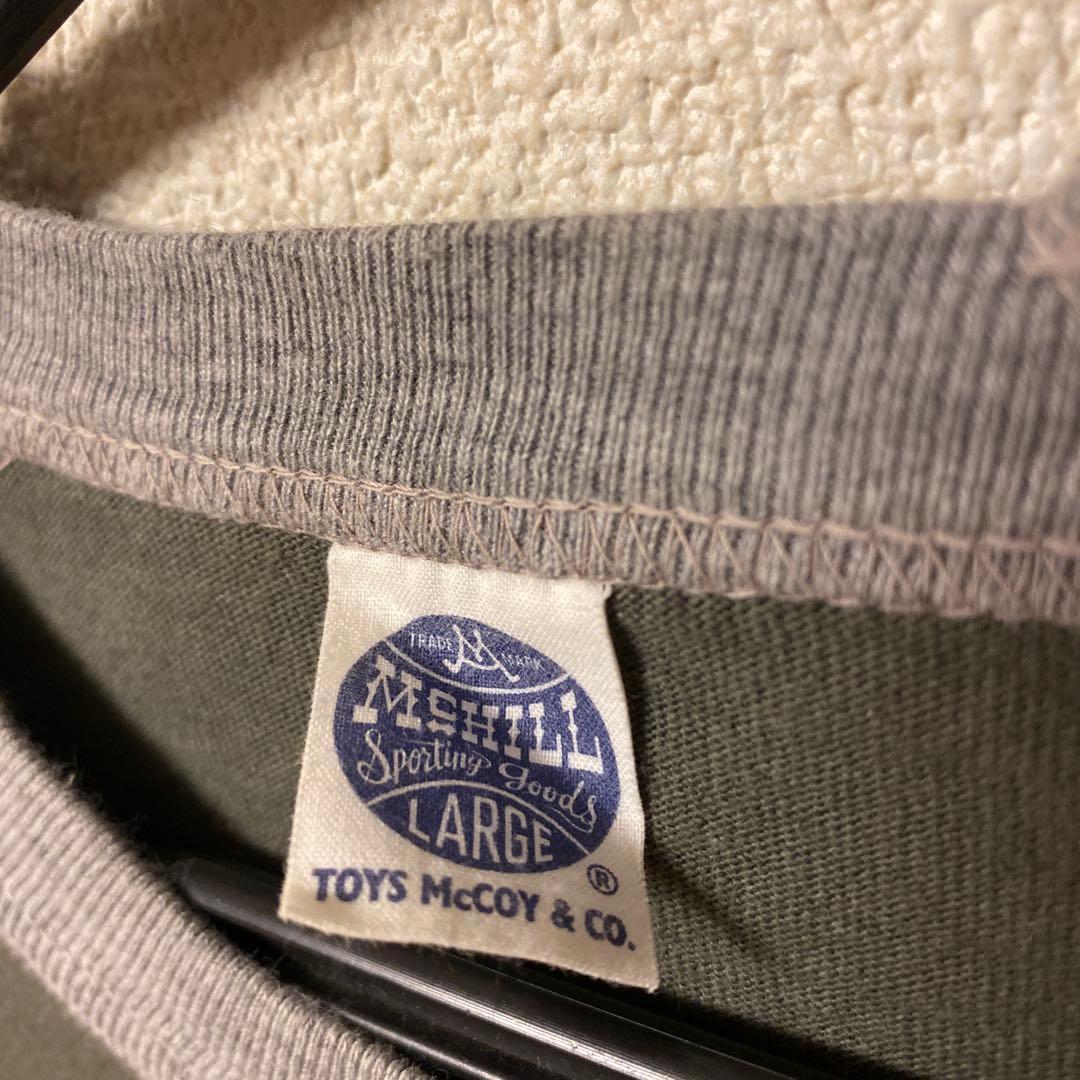 TRADE MARK
McHILL
Sporting goods
LARGE
®
TOYS McCOY & CO.